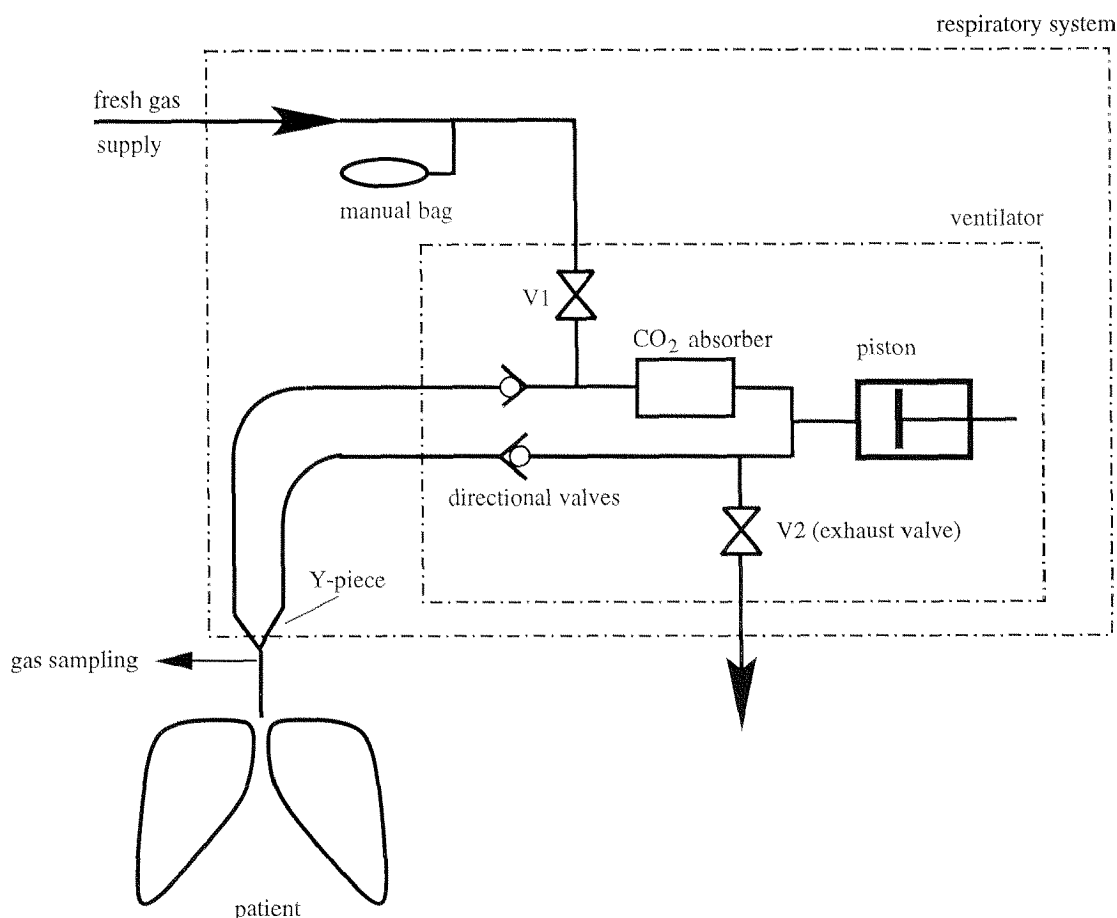 respiratory system
fresh gas
supply
manual bag
ventilator
V1
CO2 absorber
piston
directional valves
V2 (exhaust valve)
Y-piece
gas sampling
patient